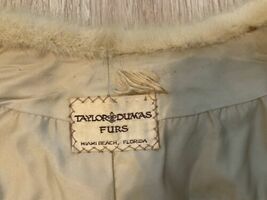 TAYLOR DUMAS
FURS
MIAMI BEACH, FLORIDA